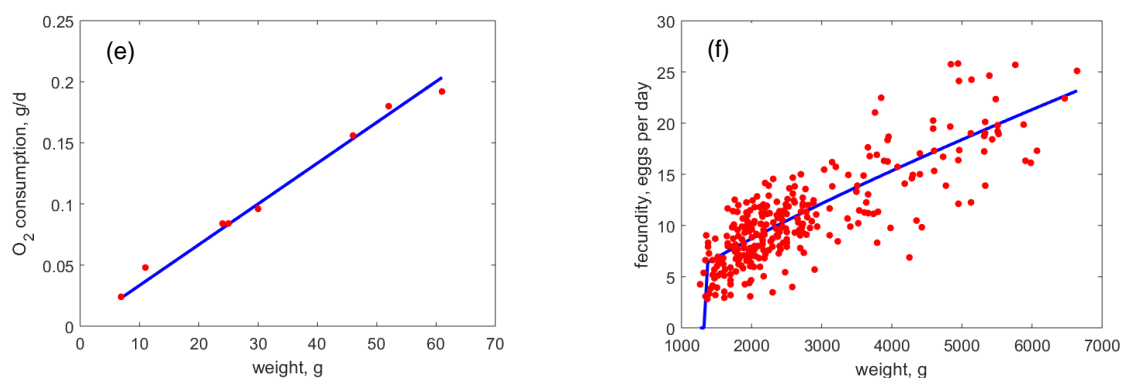 (e)
0.25
0.2
0.15
0.1
0.05
0
O2 consumption, g/d
0 10 20 30 40 50 60 70
weight, g
(f)
30
25
20
15
10
5
0
fecundity, eggs per day
1000 2000 3000 4000 5000 6000 7000
weight, g